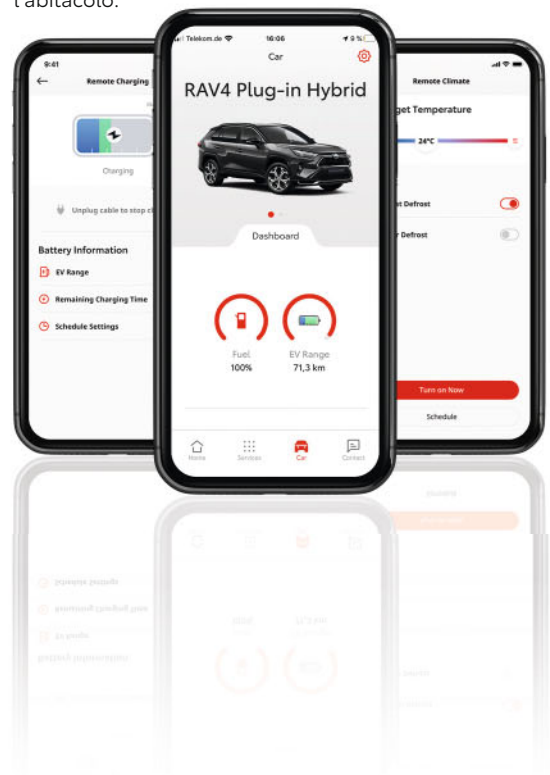 l'abitacolo.
9:41
Remote Charging
Charging
Unplug cable to stop
Battery Information
EV Range
Remaining Charging Time
Schedule Settings
Telekom.de
16:06
9 %
Car
RAV4 Plug-in Hybrid
Dashboard
Fuel
100%
EV Range
71,3 km
Home
Services
Car
Connect
Remote Climate
Temperature
24°C
Defrost
Defrost
Turn on Now
Schedule